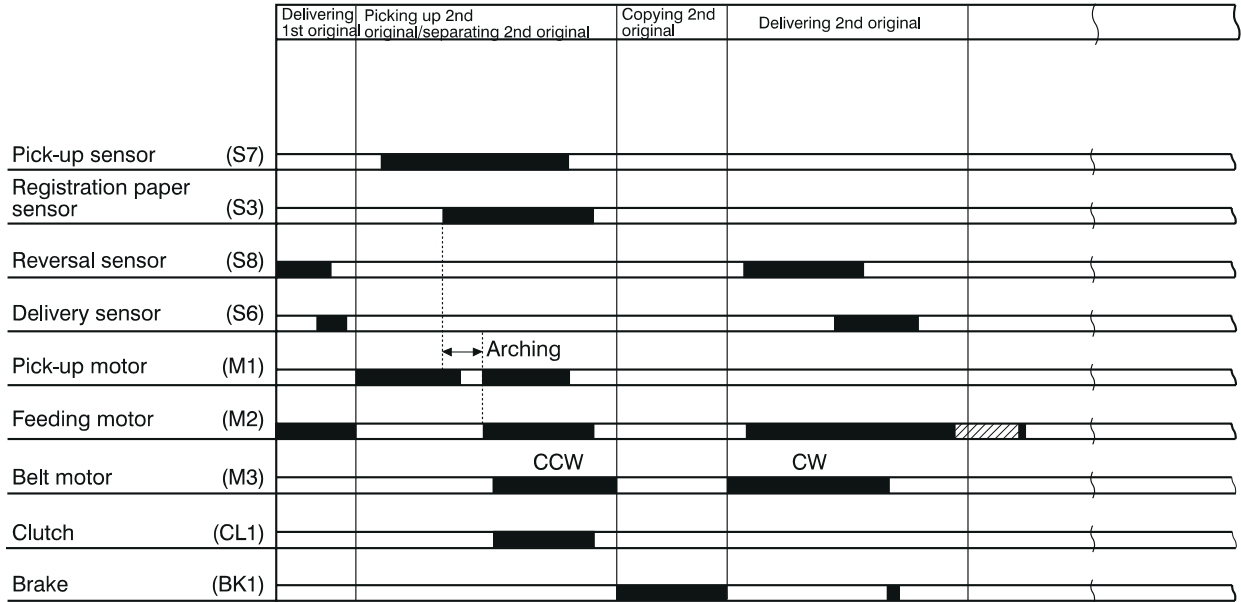 Delivering
1st original
Picking up 2nd
original/separating 2nd original
Copying 2nd
original
Delivering 2nd original
Pick-up sensor (S7)
Registration paper
sensor (S3)
Reversal sensor (S8)
Delivery sensor (S6)
Arching
Pick-up motor (M1)
Feeding motor (M2)
CCW CW
Belt motor (M3)
Clutch (CL1)
Brake (BK1)